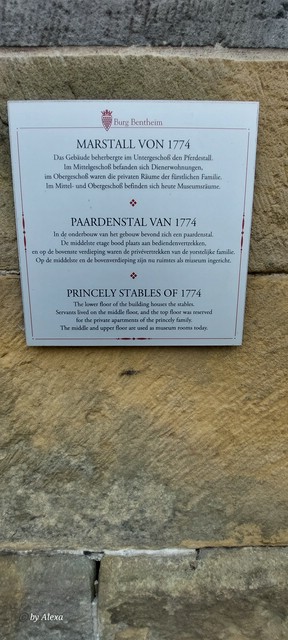 Burg Bentheim
MARSTALL VON 1774
Das Gebäude beherbergte im Untergeschoß den Pferdestall.
Im Mittelgeschoß befanden sich Dienerwohnungen,
im Obergeschoß waren die privaten Räume der fürstlichen Familie.
Im Mittel- und Obergeschoß befinden sich heute Museumsräume.
PAARDENSTAL VAN 1774
In de onderbouw van het gebouw bevond zich een paardenstal.
De middelste etage bood plaats aan bediendenvertrekken,
en op de bovenste verdieping waren de privévertrekken van de vorstelijke familie.
Op de middelste en de bovenverdieping zijn nu ruimtes als museum ingericht.
PRINCELY STABLES OF 1774
The lower floor of the building houses the stables.
Servants lived on the middle floor, and the top floor was reserved
for the private apartments of the princely family.
The middle and upper floor are used as museum rooms today.
by Alexa